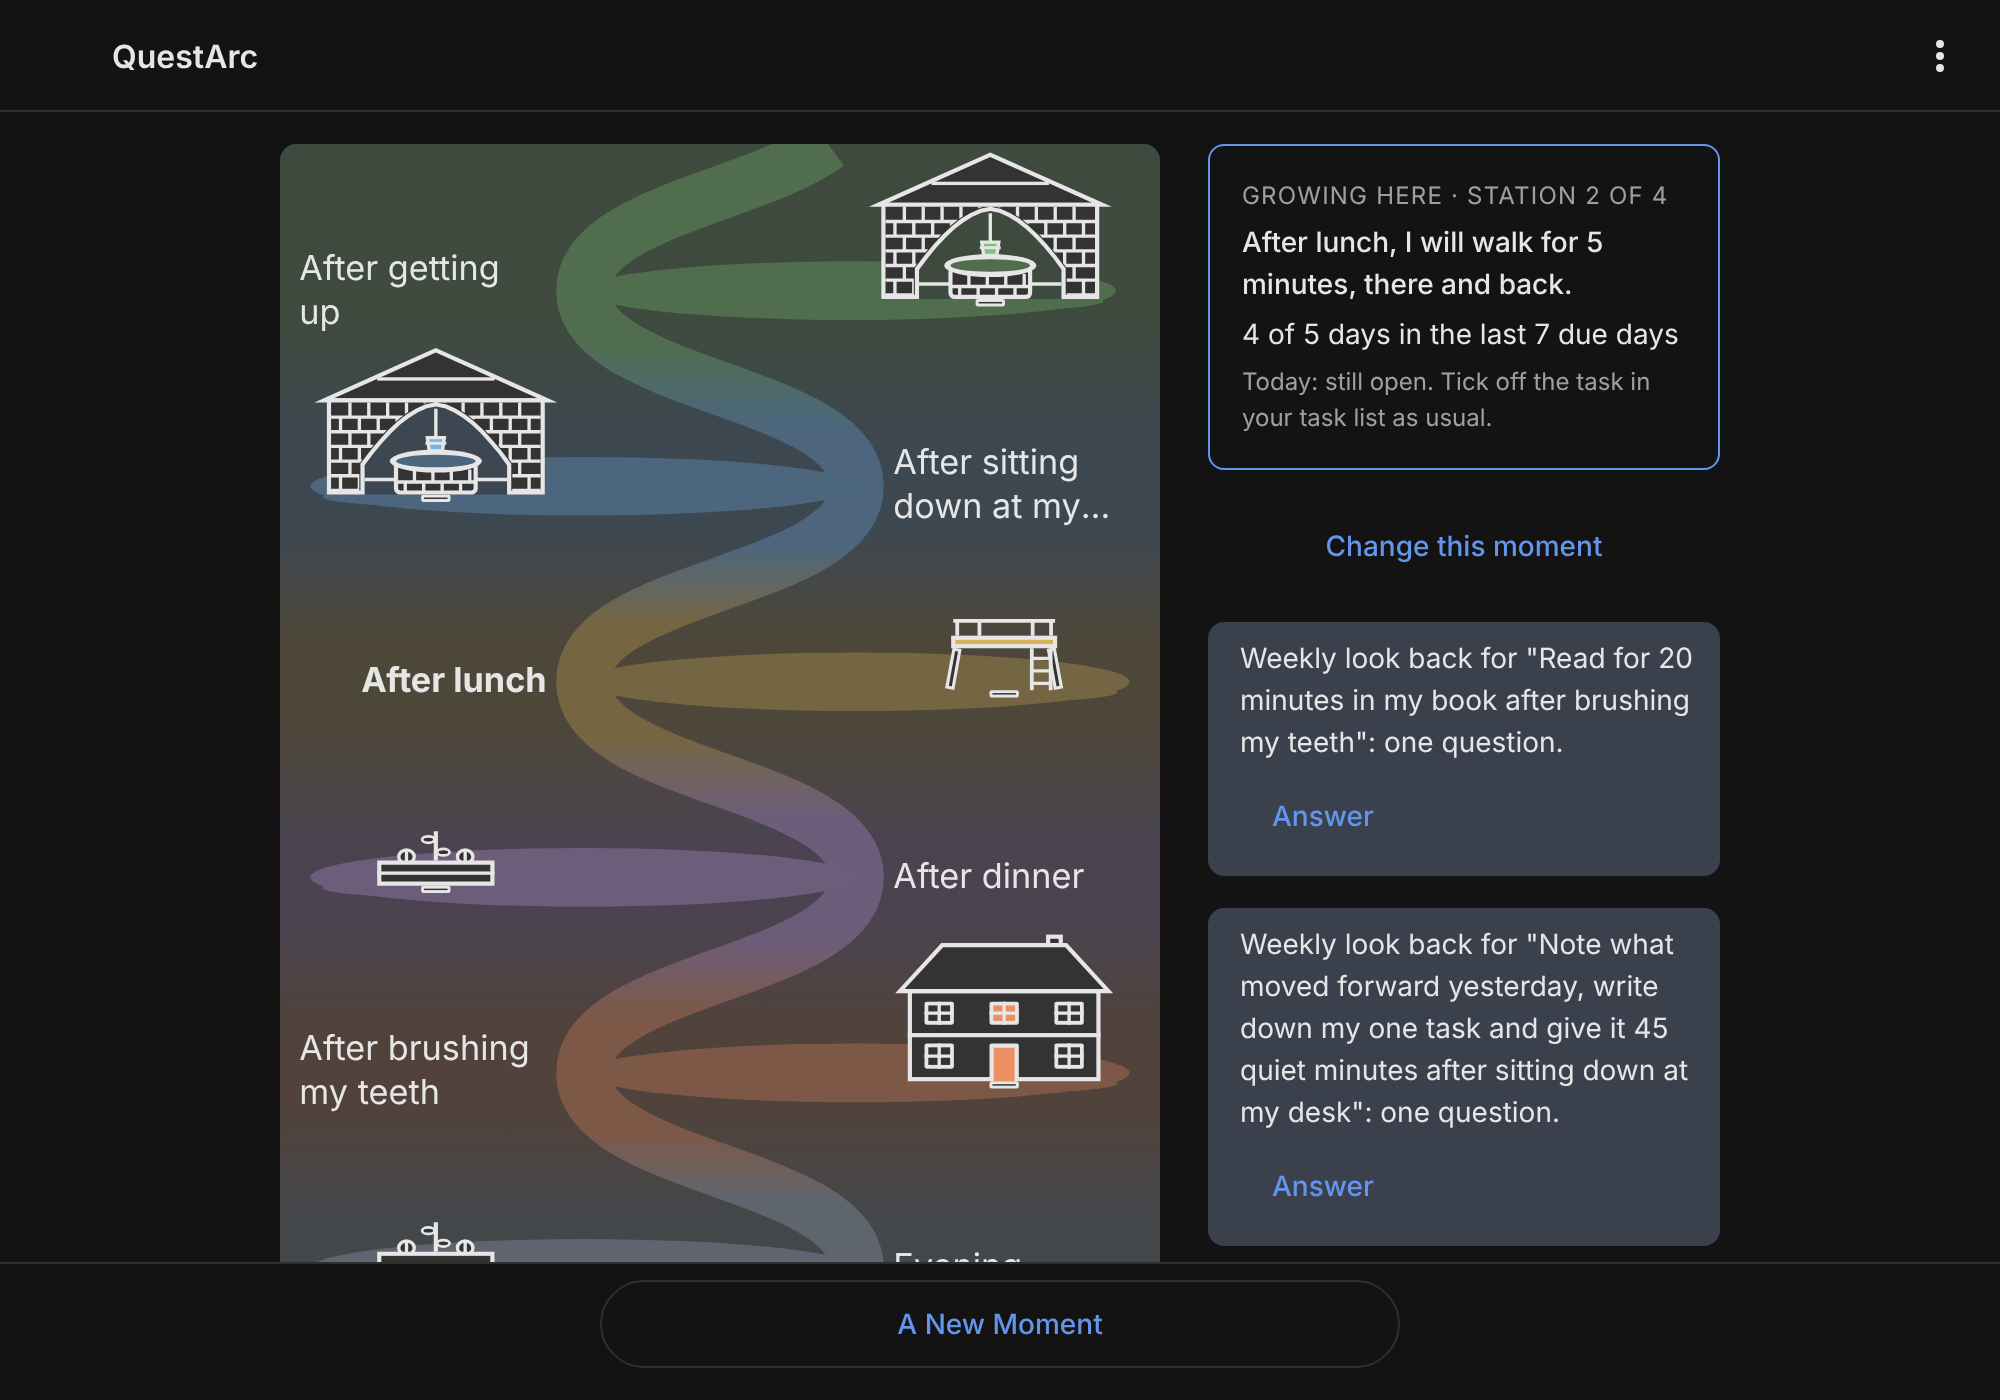 QuestArc
After getting
up
After sitting
down at my...
After lunch
After dinner
After brushing
my teeth
Evening
GROWING HERE · STATION 2 OF 4
After lunch, I will walk for 5
minutes, there and back.
4 of 5 days in the last 7 due days
Today: still open. Tick off the task in
your task list as usual.
Change this moment
Weekly look back for "Read for 20
minutes in my book after brushing
my teeth": one question.
Answer
Weekly look back for "Note what
moved forward yesterday, write
down my one task and give it 45
quiet minutes after sitting down at
my desk": one question.
Answer
A New Moment